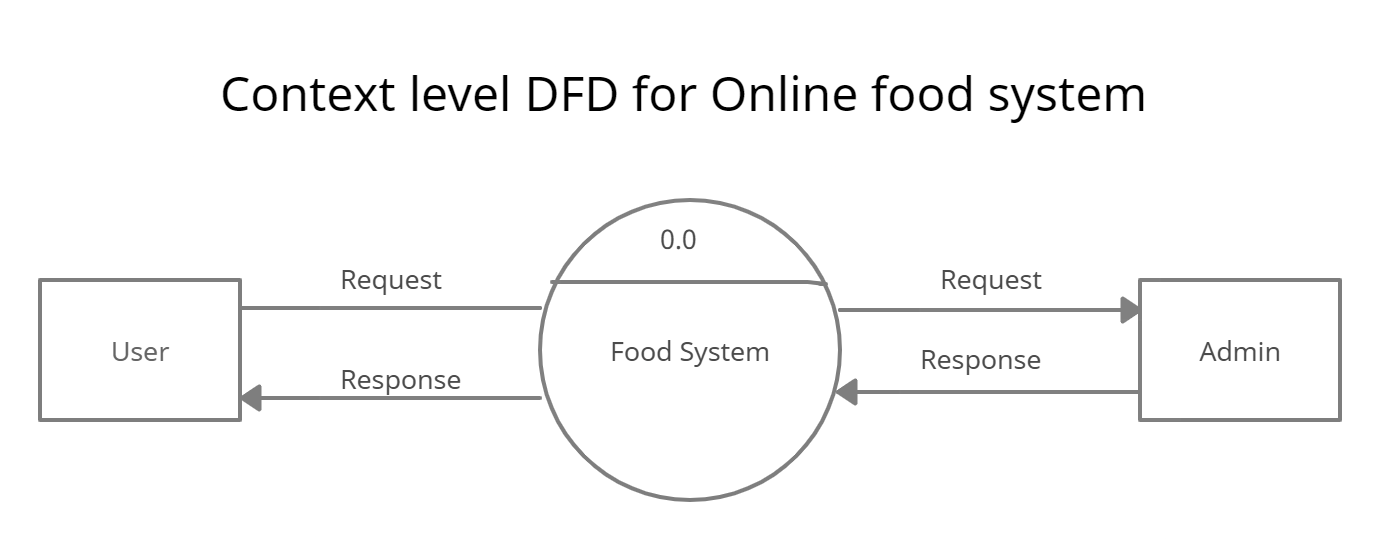 Context level DFD for Online food system
0.0
Request
Request
User
Food System
Admin
Response
Response